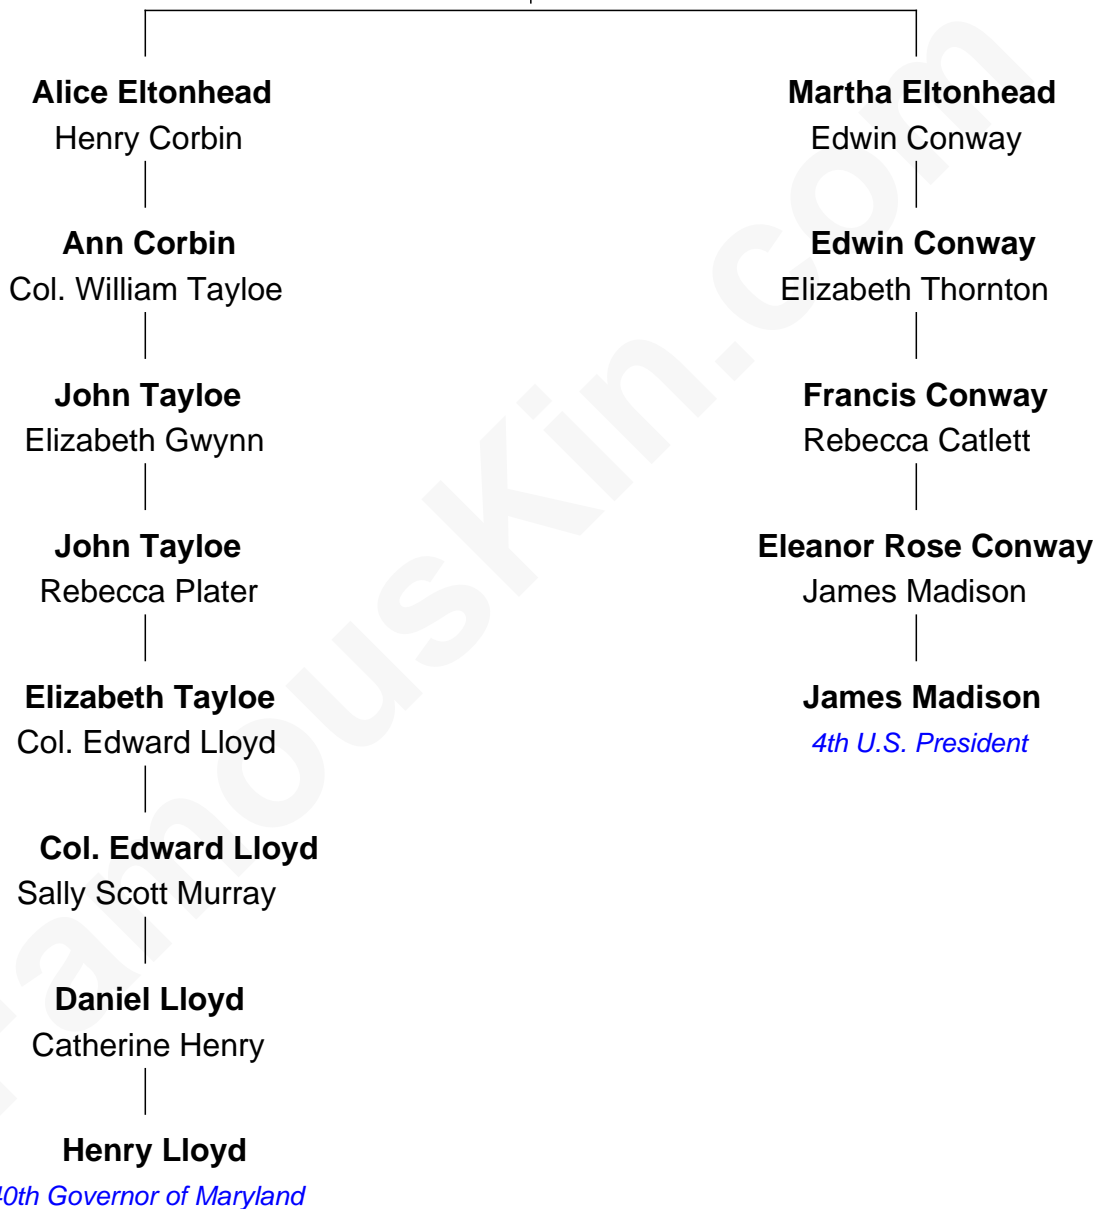 Alice Eltonhead
Henry Corbin
Ann Corbin
Col. William Tayloe
John Tayloe
Elizabeth Gwynn
John Tayloe
Rebecca Plater
Elizabeth Tayloe
Col. Edward Lloyd
Col. Edward Lloyd
Sally Scott Murray
Daniel Lloyd
Catherine Henry
Henry Lloyd
40th Governor of Maryland
Martha Eltonhead
Edwin Conway
Edwin Conway
Elizabeth Thornton
Francis Conway
Rebecca Catlett
Eleanor Rose Conway
James Madison
James Madison
4th U.S. President
FamousKin.com